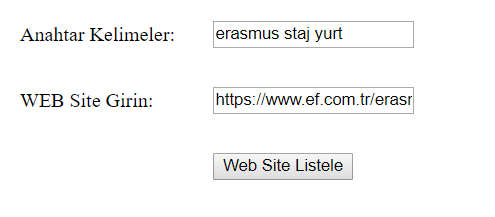 Anahtar Kelimeler: erasmus staj yurt
WEB Site Girin: https://www.ef.com.tr/erasr
Web Site Listele